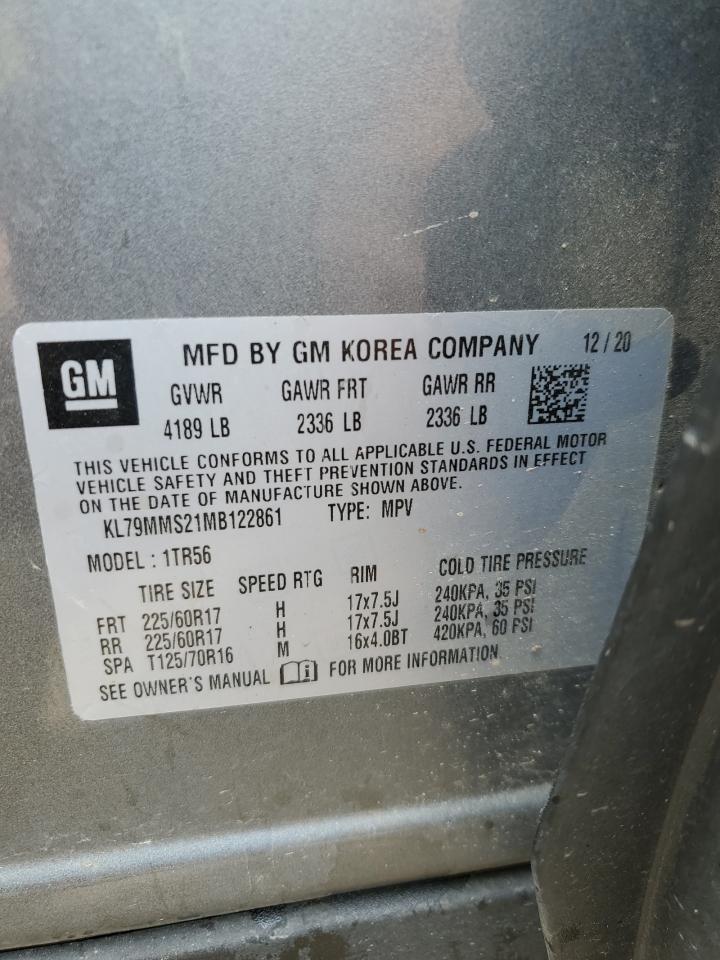 GM
MFD BY GM KOREA COMPANY 12 / 20
GVWR GAWR FRT GAWR RR
4189 LB 2336 LB 2336 LB
THIS VEHICLE CONFORMS TO ALL APPLICABLE U.S. FEDERAL MOTOR
VEHICLE SAFETY AND THEFT PREVENTION STANDARDS IN EFFECT
ON THE DATE OF MANUFACTURE SHOWN ABOVE.
KL79MMS21MB122861 TYPE: MPV
MODEL : 1TR56
TIRE SIZE SPEED RTG RIM COLD TIRE PRESSURE
FRT 225/60R17 H 17x7.5J 240KPA, 35 PSI
RR 225/60R17 H 17x7.5J 240KPA, 35 PSI
SPA T125/70R16 M 16x4.0BT 420KPA, 60 PSI
SEE OWNER'S MANUAL i FOR MORE INFORMATION